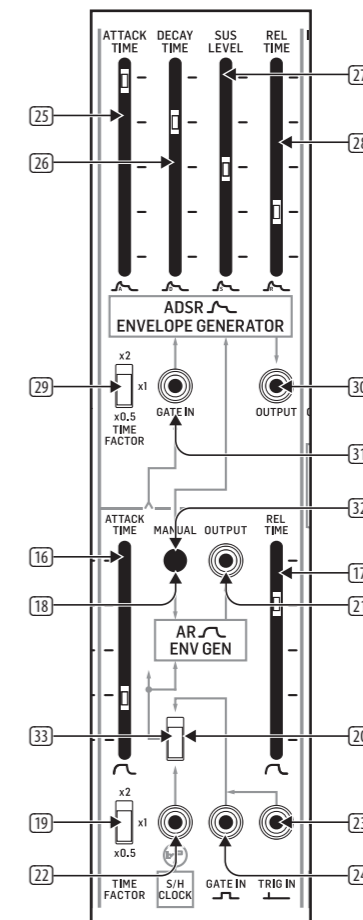 ATTACK TIME
DECAY TIME
SUS LEVEL
REL TIME
27
25
28
26
A
D
S
R
ADSR
ENVELOPE GENERATOR
x2
29
x1
30
x0.5
TIME FACTOR
GATE IN
OUTPUT
31
32
ATTACK TIME
MANUAL
OUTPUT
REL TIME
16
17
18
21
AR
ENV GEN
33
20
x2
19
x1
23
x0.5
22
24
TIME FACTOR
S/H CLOCK
GATE IN
TRIG IN